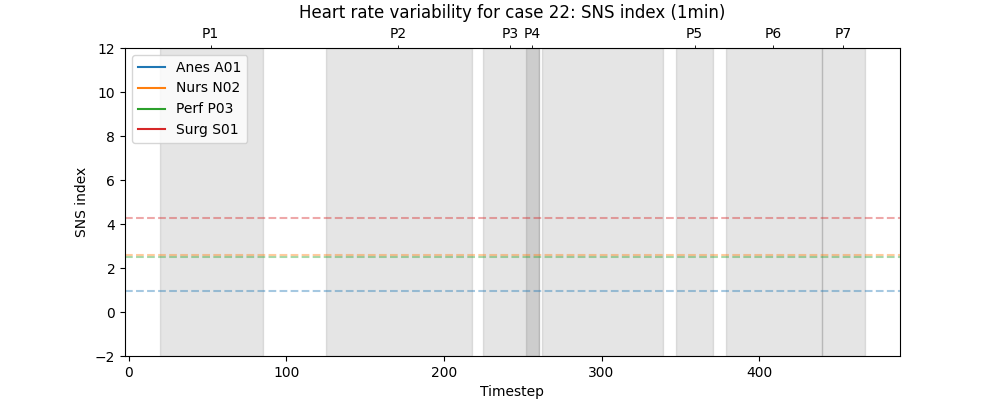 Heart rate variability for case 22: SNS index (1min)
P1 P2 P3 P4 P5 P6 P7
12
10
8
6
4
2
0
−2
SNS index
Anes A01
Nurs N02
Perf P03
Surg S01
0 100 200 300 400
Timestep